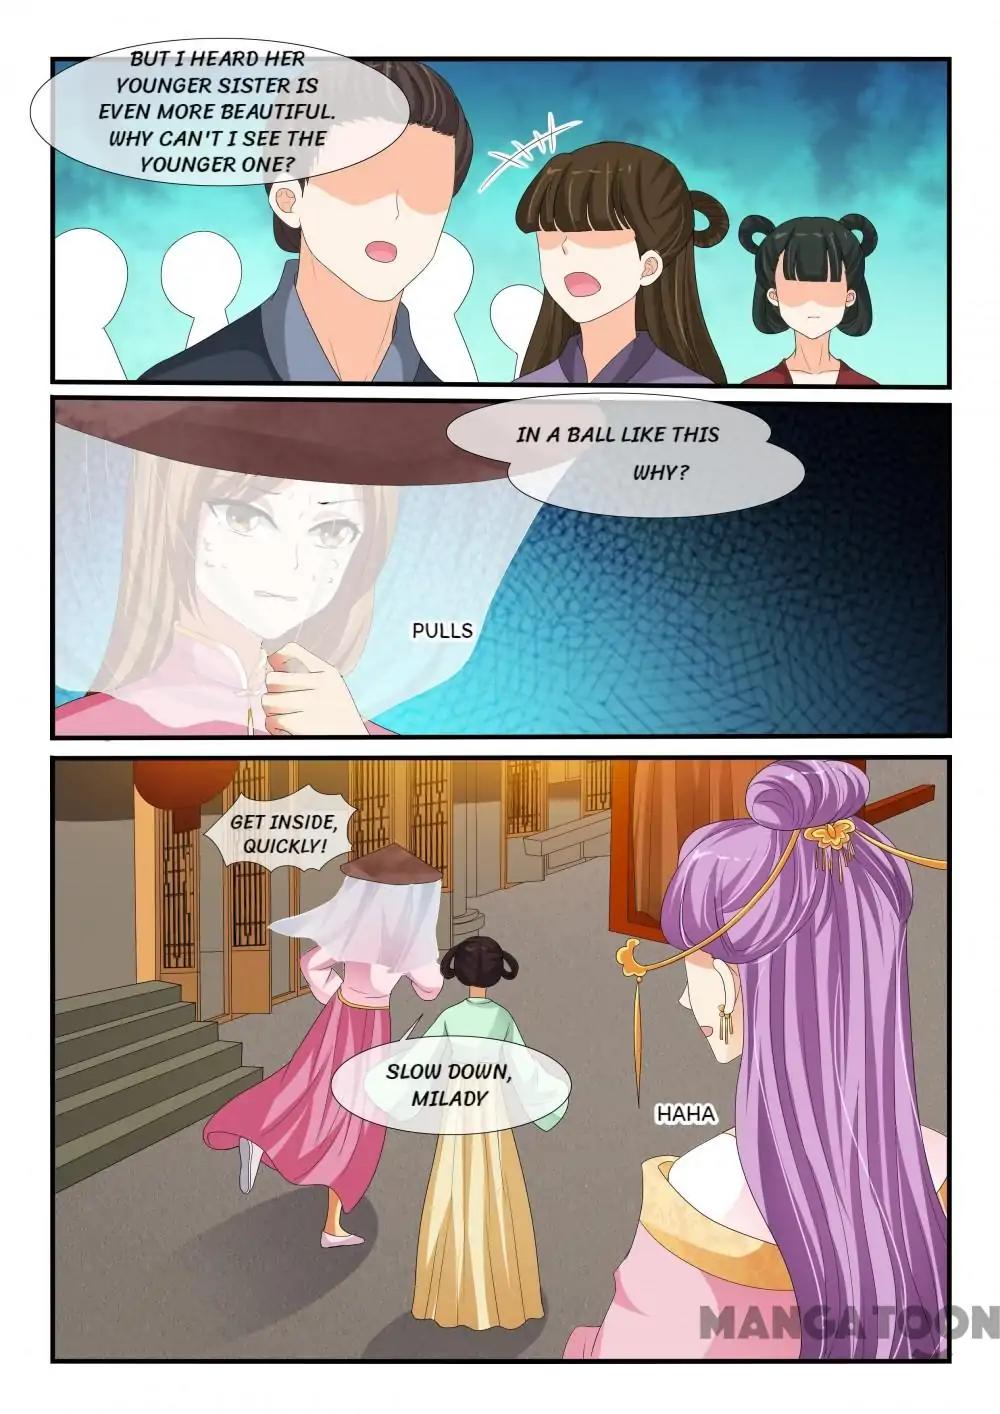 BUT I HEARD HER
YOUNGER SISTER IS
EVEN MORE BEAUTIFUL.
WHY CAN'T I SEE THE
YOUNGER ONE?
IN A BALL LIKE THIS
WHY?
PULLS
GET INSIDE,
QUICKLY!
SLOW DOWN,
MILADY
HAHA
MANGATOON